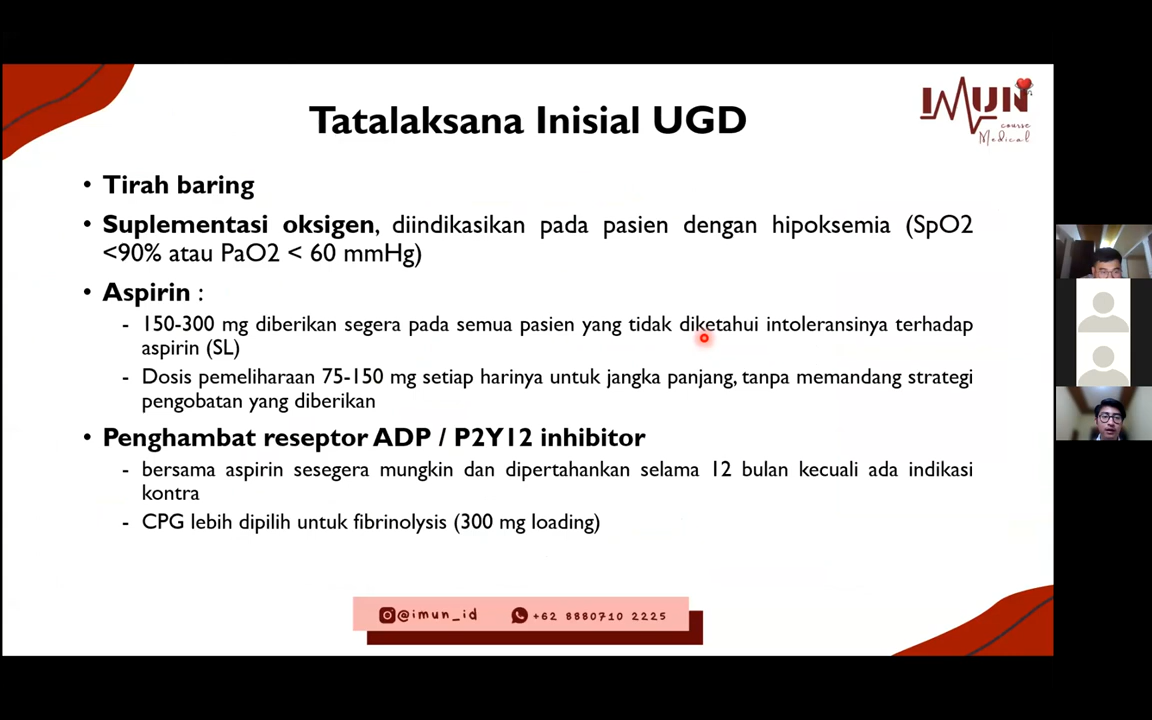 IMUN
course
Medical
Tatalaksana Inisial UGD
• Tirah baring
• Suplementasi oksigen, diindikasikan pada pasien dengan hipoksemia (SpO2
<90% atau PaO2 < 60 mmHg)
• Aspirin :
- 150-300 mg diberikan segera pada semua pasien yang tidak diketahui intoleransinya terhadap
aspirin (SL)
- Dosis pemeliharaan 75-150 mg setiap harinya untuk jangka panjang, tanpa memandang strategi
pengobatan yang diberikan
• Penghambat reseptor ADP / P2Y12 inhibitor
- bersama aspirin sesegera mungkin dan dipertahankan selama 12 bulan kecuali ada indikasi
kontra
- CPG lebih dipilih untuk fibrinolysis (300 mg loading)
@imun_id +62 8880710 2225